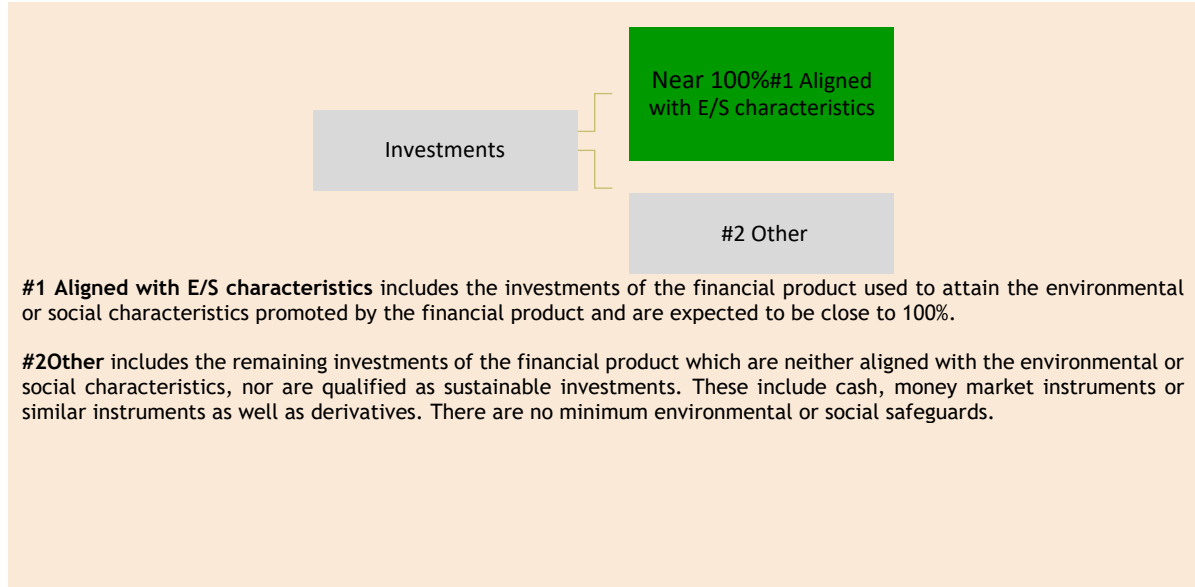 Near 100%#1 Aligned
with E/S characteristics
Investments
#2 Other
#1 Aligned with E/S characteristics includes the investments of the financial product used to attain the environmental
or social characteristics promoted by the financial product and are expected to be close to 100%.
#2Other includes the remaining investments of the financial product which are neither aligned with the environmental or
social characteristics, nor are qualified as sustainable investments. These include cash, money market instruments or
similar instruments as well as derivatives. There are no minimum environmental or social safeguards.